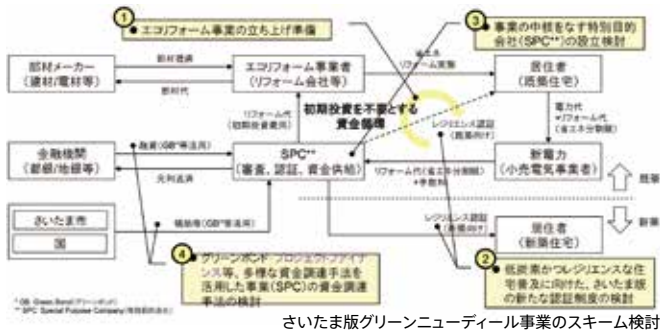 ① エコリフォーム事業の立ち上げ準備
③ 事業の中核をなす特別目的
会社(SPC**)の設立検討
部材メーカー
(建材/電材等)
部材提供
部材代
エコリフォーム事業者
(リフォーム会社等)
省エネ
リフォーム実施
居住者
(既築住宅)
リフォーム代
(初期投資費用)
初期投資を不要とする
資金循環
電力代
+リフォーム代
(省エネ分割額)
レジリエンス認証
(既築向け)
金融機関
(都銀/地銀等)
融資(GB*等活用)
元利返済
SPC**
(審査、認証、資金供給)
リフォーム代(省エネ分割額)
+手数料
新電力
(小売電気事業者)
既築
さいたま市
国
補助等(GB*等活用)
レジリエンス認証
(新築向け)
新築
居住者
(新築住宅)
④ グリーンボンド プロジェクトファイナ
ンス等、多様な資金調達手法を
活用した事業(SPC)の資金調達
手法の検討
② 低炭素かつレジリエンスな住
宅普及に向けた、さいたま版
の新たな認証制度の検討
* GB: Green Bond(グリーンボンド)
** SPC: Special Purpose Company(特別目的会社)
さいたま版グリーンニューディール事業のスキーム検討